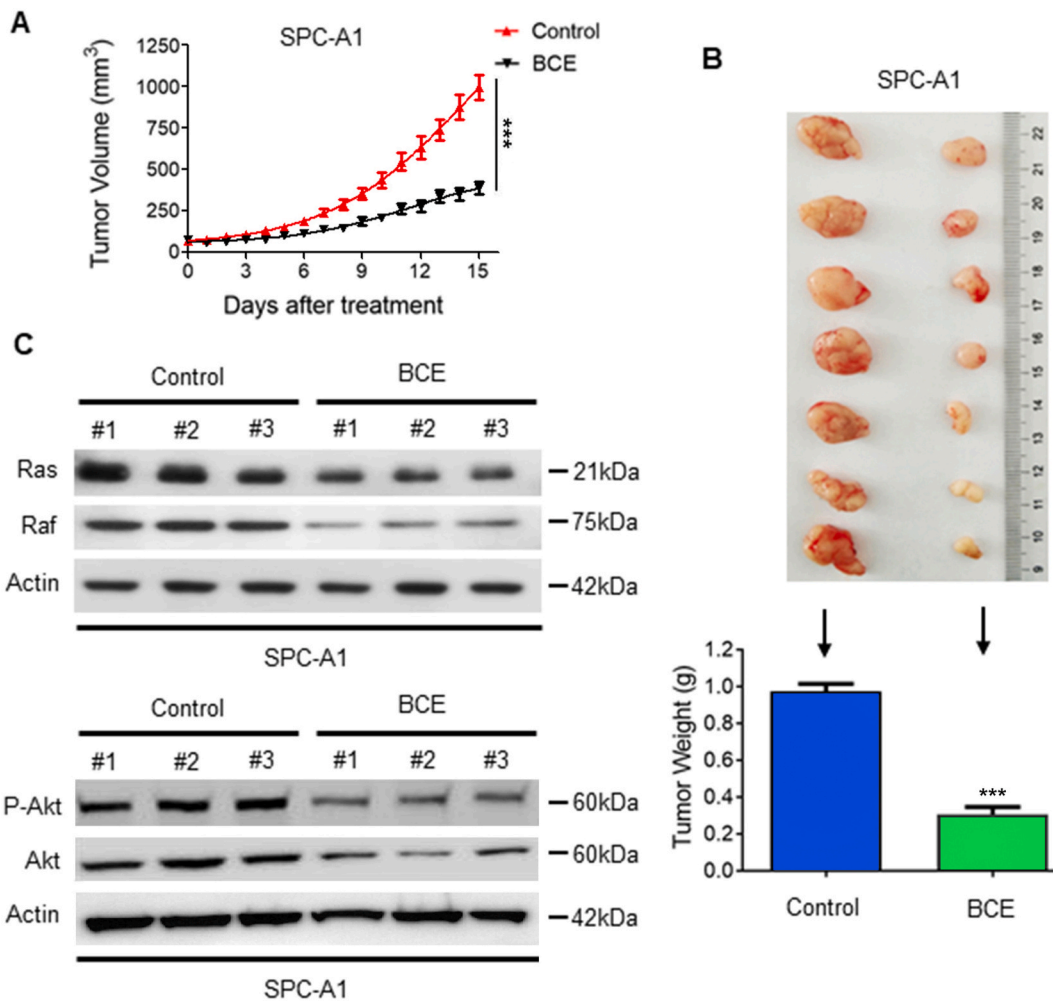 A
SPC-A1
Control
BCE
1250
1000
750
500
250
0
Tumor Volume (mm³)
***
0 3 6 9 12 15
Days after treatment
B
SPC-A1
22
21
20
19
18
17
16
15
14
13
12
11
10
9
1.2
1.0
0.8
0.6
0.4
0.2
0.0
Tumor Weight (g)
***
Control BCE
C
Control BCE
#1 #2 #3 #1 #2 #3
Ras 21kDa
Raf 75kDa
Actin 42kDa
SPC-A1
Control BCE
#1 #2 #3 #1 #2 #3
P-Akt 60kDa
Akt 60kDa
Actin 42kDa
SPC-A1